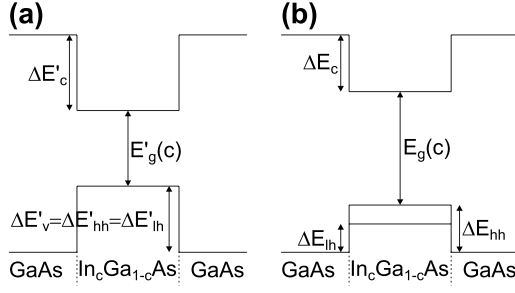 (a)
ΔE'c
E'g(c)
ΔE'v=ΔE'hh=ΔE'lh
GaAs IncGa1-cAs GaAs
(b)
ΔEc
Eg(c)
ΔElh
ΔEhh
GaAs IncGa1-cAs GaAs